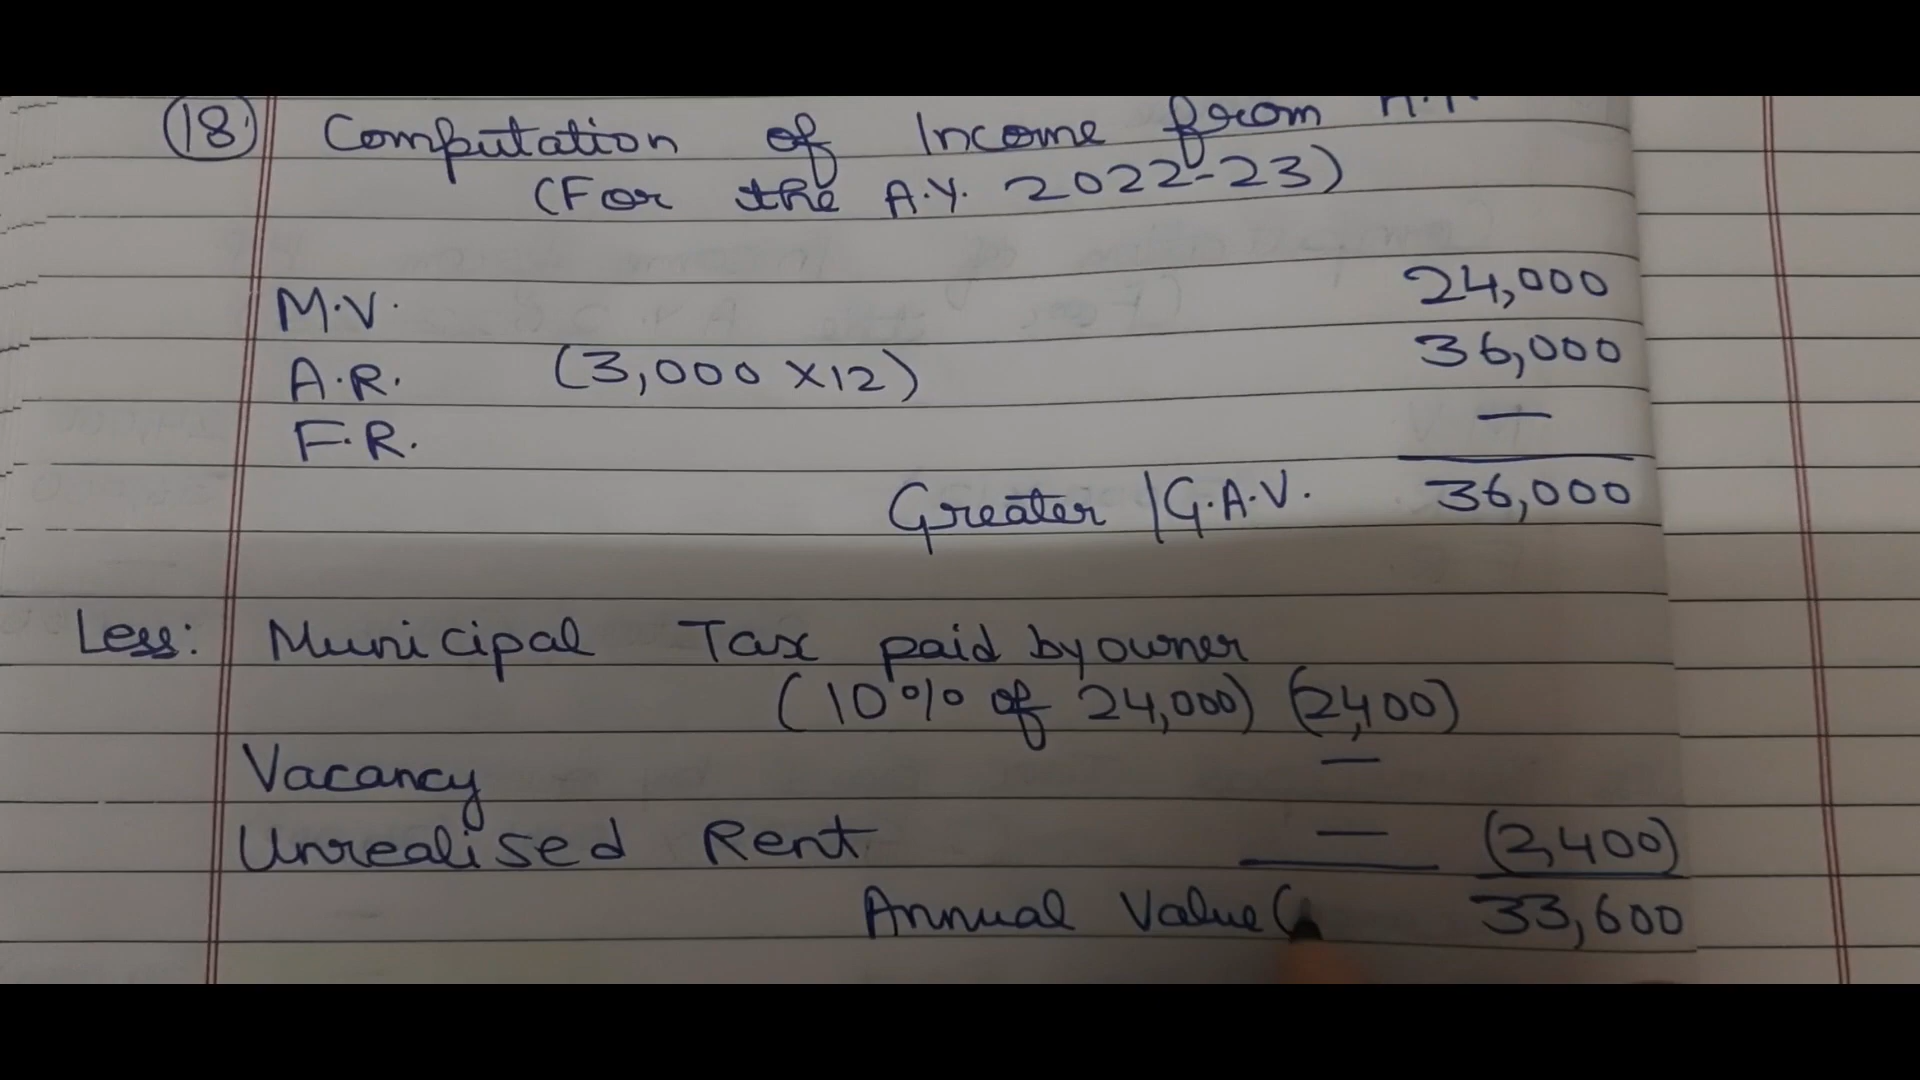 18. Computation of Income from
(For the A.Y. 2022-23)
M.V. 24,000
A.R. (3,000 x12) 36,000
F.R. —
Greater /G.A.V. 36,000
Less: Municipal Tax paid by owner
(10% of 24,000) (2,400)
Vacancy —
Unrealised Rent — (2,400)
Annual Value ( 33,600